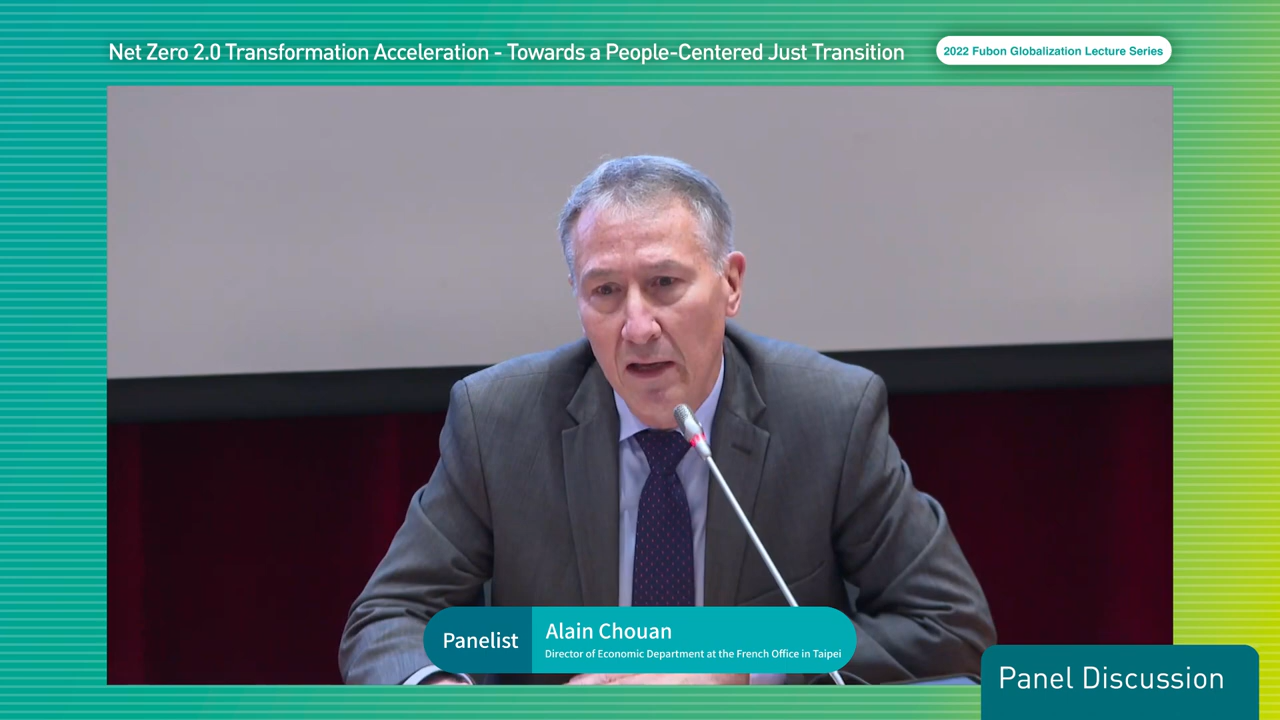 Net Zero 2.0 Transformation Acceleration - Towards a People-Centered Just Transition
2022 Fubon Globalization Lecture Series
Panelist
Alain Chouan
Director of Economic Department at the French Office in Taipei
Panel Discussion